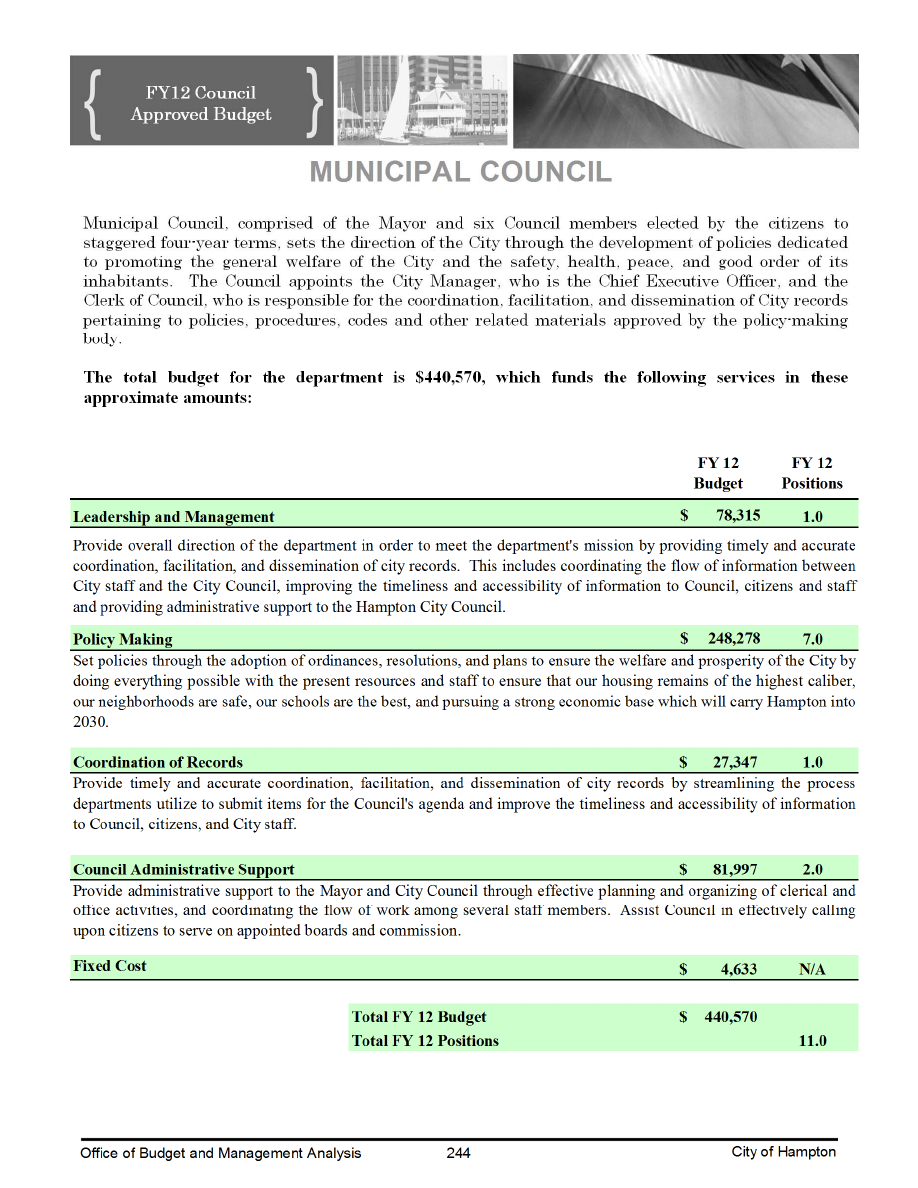 FY12 Council
Approved Budget
MUNICIPAL COUNCIL
Municipal Council, comprised of the Mayor and six Council members elected by the citizens to
staggered four-year terms, sets the direction of the City through the development of policies dedicated
to promoting the general welfare of the City and the safety, health, peace, and good order of its
inhabitants. The Council appoints the City Manager, who is the Chief Executive Officer, and the
Clerk of Council, who is responsible for the coordination, facilitation, and dissemination of City records
pertaining to policies, procedures, codes and other related materials approved by the policy-making
body.
The total budget for the department is $440,570, which funds the following services in these
approximate amounts:
FY 12 FY 12
Budget Positions
Leadership and Management $ 78,315 1.0
Provide overall direction of the department in order to meet the department's mission by providing timely and accurate
coordination, facilitation, and dissemination of city records. This includes coordinating the flow of information between
City staff and the City Council, improving the timeliness and accessibility of information to Council, citizens and staff
and providing administrative support to the Hampton City Council.
Policy Making $ 248,278 7.0
Set policies through the adoption of ordinances, resolutions, and plans to ensure the welfare and prosperity of the City by
doing everything possible with the present resources and staff to ensure that our housing remains of the highest caliber,
our neighborhoods are safe, our schools are the best, and pursuing a strong economic base which will carry Hampton into
2030.
Coordination of Records $ 27,347 1.0
Provide timely and accurate coordination, facilitation, and dissemination of city records by streamlining the process
departments utilize to submit items for the Council's agenda and improve the timeliness and accessibility of information
to Council, citizens, and City staff.
Council Administrative Support $ 81,997 2.0
Provide administrative support to the Mayor and City Council through effective planning and organizing of clerical and
office activities, and coordinating the flow of work among several staff members. Assist Council in effectively calling
upon citizens to serve on appointed boards and commission.
Fixed Cost $ 4,633 N/A
Total FY 12 Budget $ 440,570
Total FY 12 Positions 11.0
Office of Budget and Management Analysis 244 City of Hampton